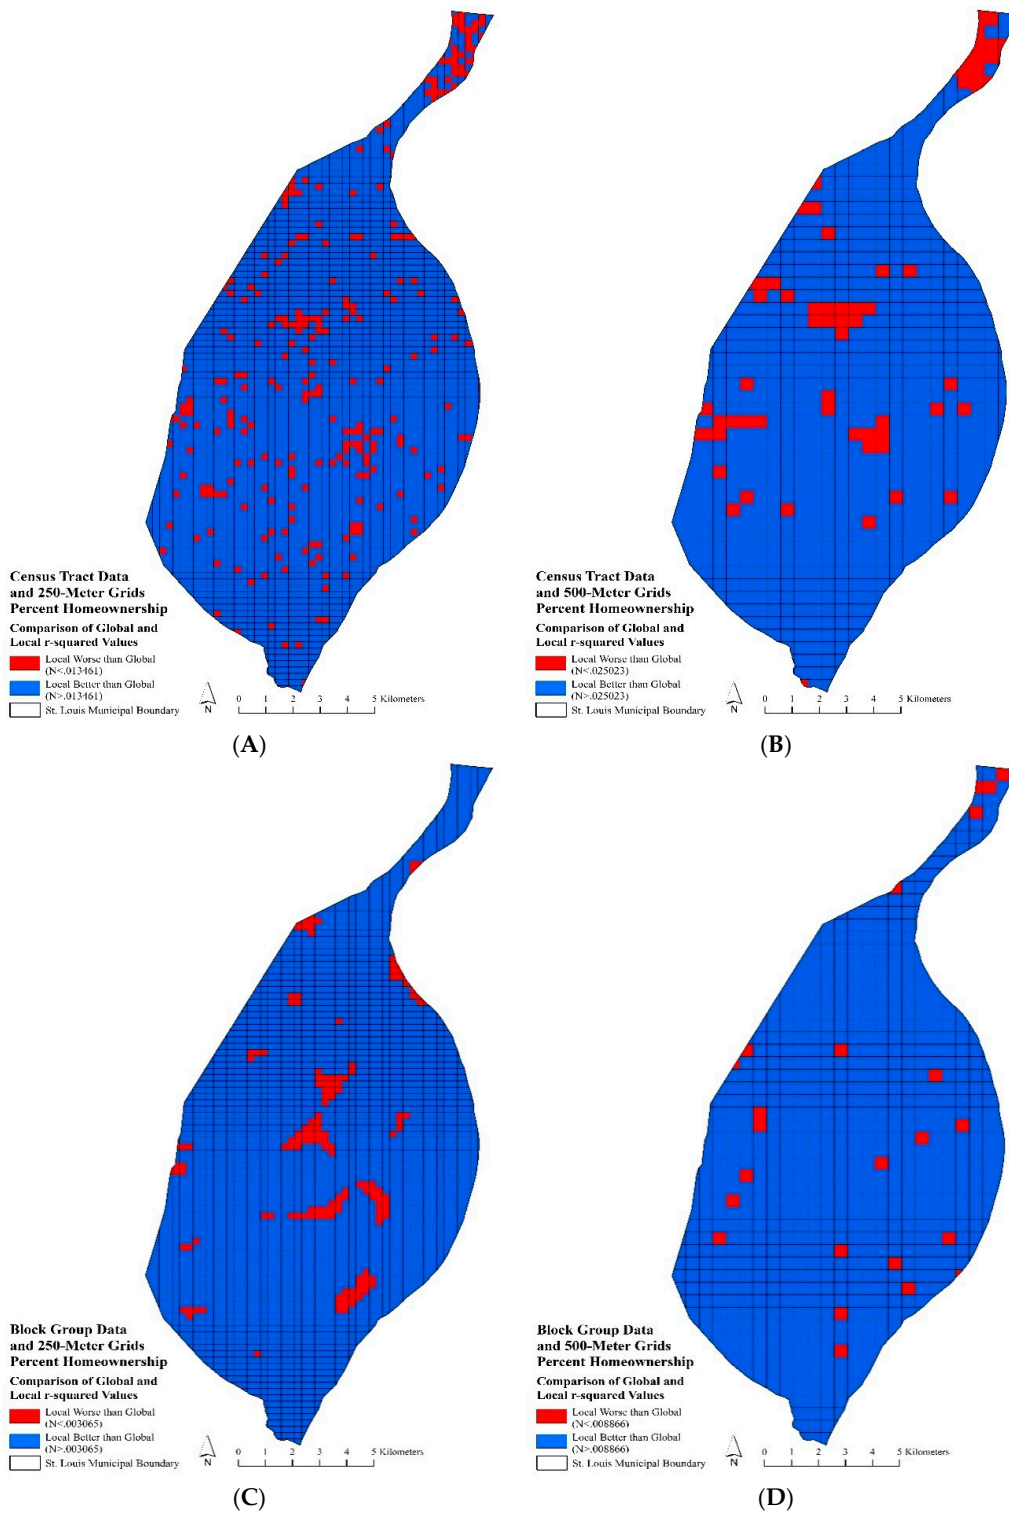 Census Tract Data
and 250-Meter Grids
Percent Homeownership
Comparison of Global and
Local r-squared Values
Local Worse than Global
(N<.013461)
Local Better than Global
(N>.013461)
St. Louis Municipal Boundary
N
0 1 2 3 4 5 Kilometers
(A)
Census Tract Data
and 500-Meter Grids
Percent Homeownership
Comparison of Global and
Local r-squared Values
Local Worse than Global
(N<.025023)
Local Better than Global
(N>.025023)
St. Louis Municipal Boundary
N
0 1 2 3 4 5 Kilometers
(B)
Block Group Data
and 250-Meter Grids
Percent Homeownership
Comparison of Global and
Local r-squared Values
Local Worse than Global
(N<.003065)
Local Better than Global
(N>.003065)
St. Louis Municipal Boundary
N
0 1 2 3 4 5 Kilometers
(C)
Block Group Data
and 500-Meter Grids
Percent Homeownership
Comparison of Global and
Local r-squared Values
Local Worse than Global
(N<.008866)
Local Better than Global
(N>.008866)
St. Louis Municipal Boundary
N
0 1 2 3 4 5 Kilometers
(D)